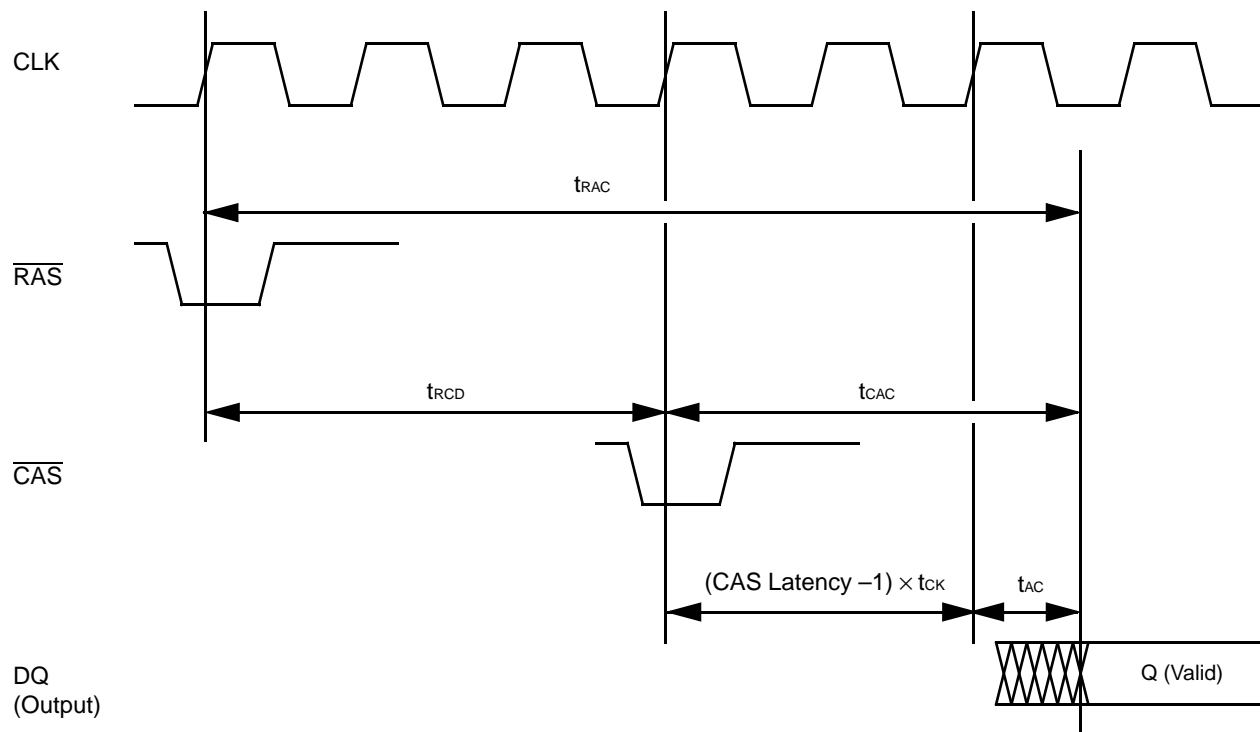 CLK
tRAC
RAS
tRCD
tCAC
CAS
(CAS Latency –1) × tCK
tAC
DQ
(Output)
Q (Valid)